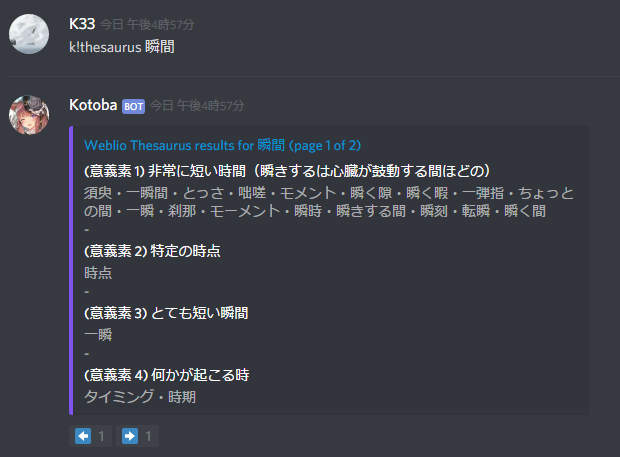 K33 今日 午後4時57分
k!thesaurus 瞬間
Kotoba BOT 今日 午後4時57分
Weblio Thesaurus results for 瞬間 (page 1 of 2)
(意義素 1) 非常に短い時間（瞬きするは心臓が鼓動する間ほどの）
須臾・一瞬間・とっさ・咄嗟・モメント・瞬く隙・瞬く暇・一弾指・ちょっと
の間・一瞬・刹那・モーメント・瞬時・瞬きする間・瞬刻・転瞬・瞬く間
-
(意義素 2) 特定の時点
時点
-
(意義素 3) とても短い瞬間
一瞬
-
(意義素 4) 何かが起こる時
タイミング・時期
1 1